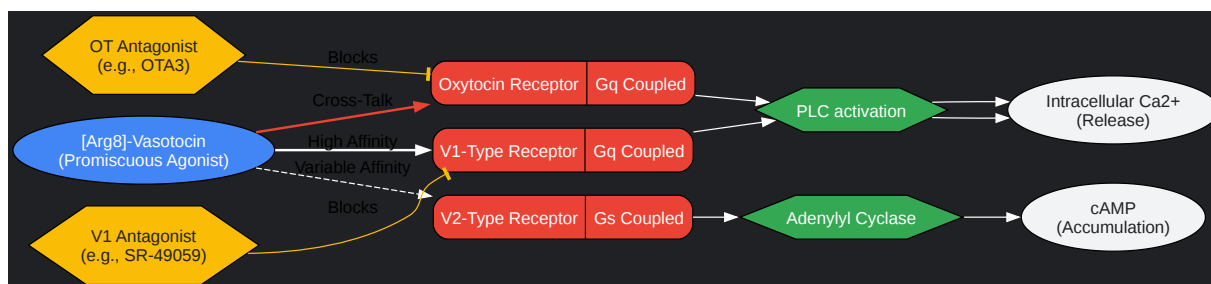 OT Antagonist
(e.g., OTA3)
Blocks
Oxytocin Receptor
Gq Coupled
Cross-Talk
PLC activation
Intracellular Ca2+
(Release)
[Arg8]-Vasotocin
(Promiscuous Agonist)
High Affinity
V1-Type Receptor
Gq Coupled
Variable Affinity
Blocks
V2-Type Receptor
Gs Coupled
Adenylyl Cyclase
cAMP
(Accumulation)
V1 Antagonist
(e.g., SR-49059)